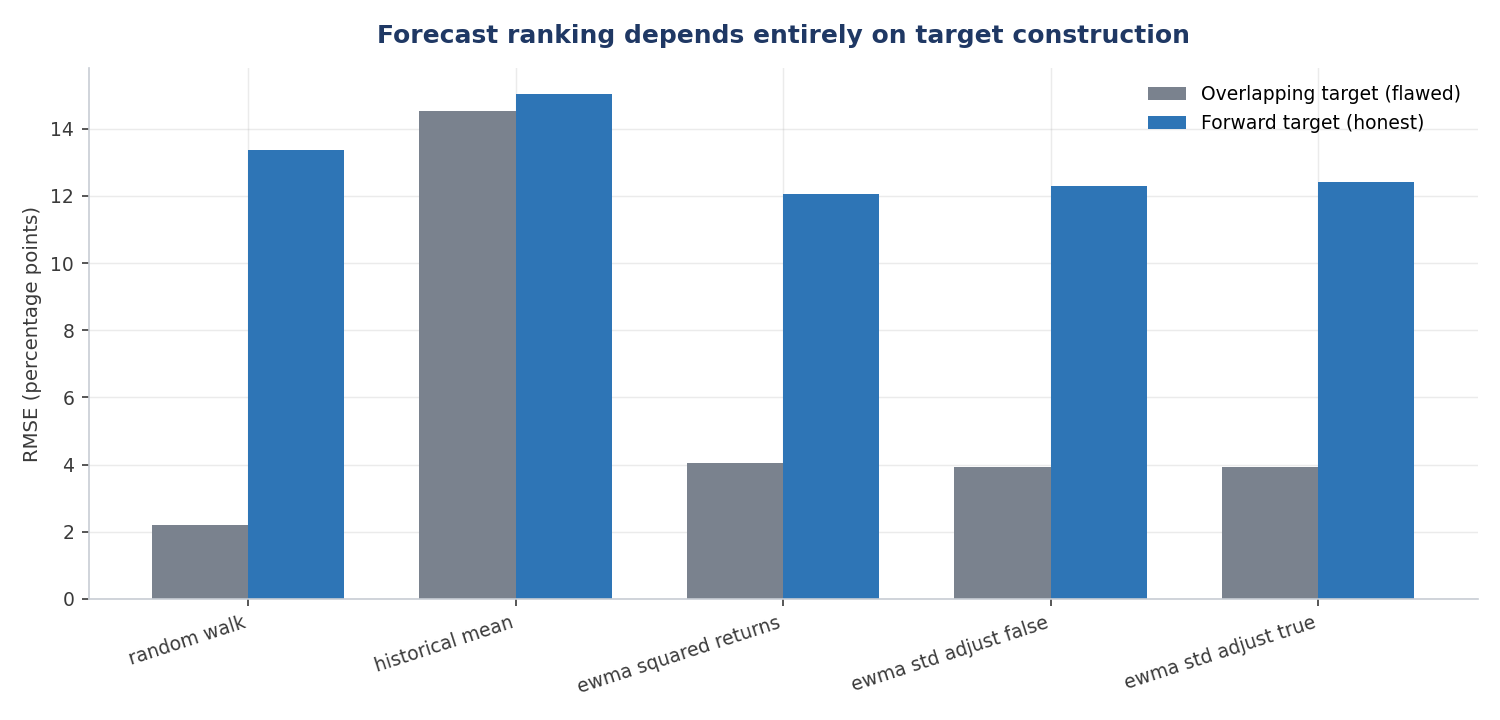 Forecast ranking depends entirely on target construction
Overlapping target (flawed)
Forward target (honest)
RMSE (percentage points)
14
12
10
8
6
4
2
0
random walk
historical mean
ewma squared returns
ewma std adjust false
ewma std adjust true